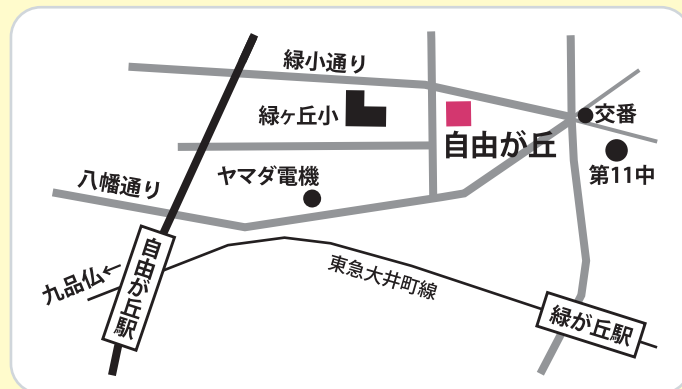 緑小通り
緑ヶ丘小
交番
自由が丘
第11中
ヤマダ電機
八幡通り
自由が丘駅
九品仏←
東急大井町線
緑が丘駅